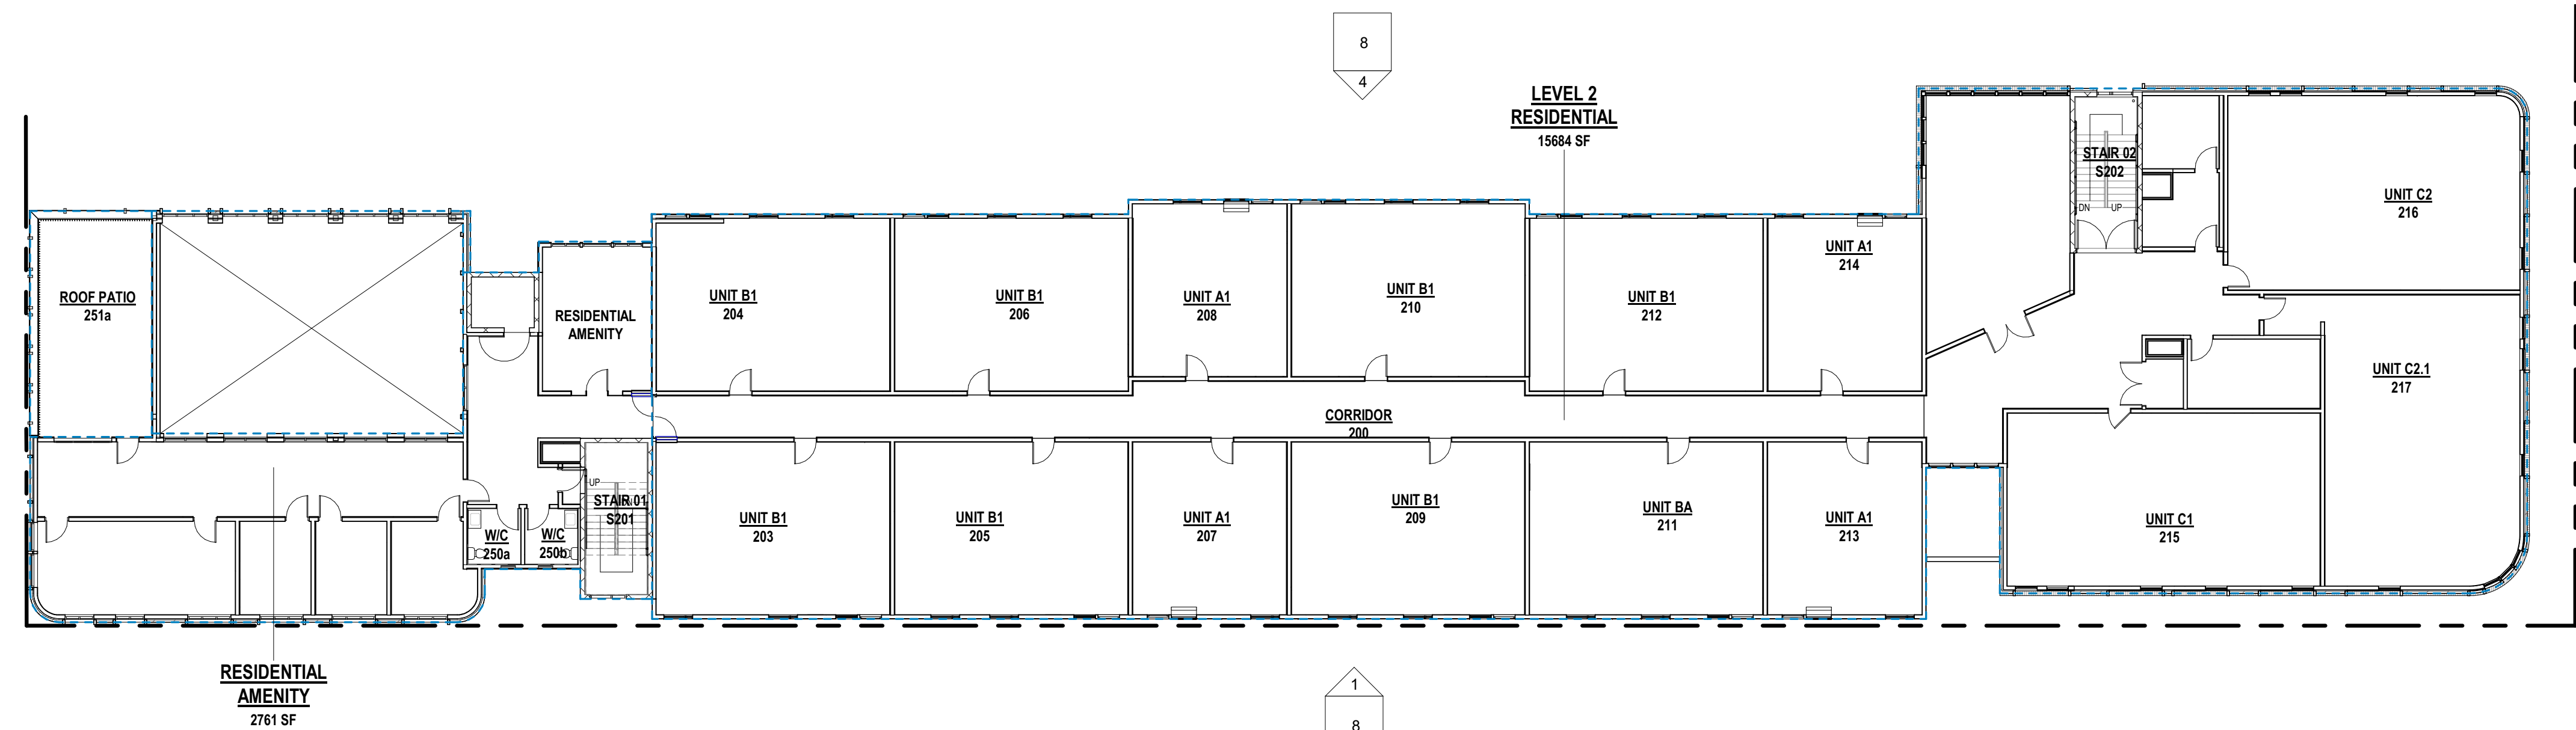 8
4
LEVEL 2
RESIDENTIAL
15684 SF
STAIR 02
S202
DN
UP
UNIT C2
216
ROOF PATIO
251a
RESIDENTIAL
AMENITY
UNIT B1
204
UNIT B1
206
UNIT A1
208
UNIT B1
210
UNIT B1
212
UNIT A1
214
UNIT C2.1
217
CORRIDOR
200
UP
STAIR 01
S201
W/C
250a
W/C
250b
UNIT B1
203
UNIT B1
205
UNIT A1
207
UNIT B1
209
UNIT BA
211
UNIT A1
213
UNIT C1
215
RESIDENTIAL
AMENITY
2761 SF
1
8